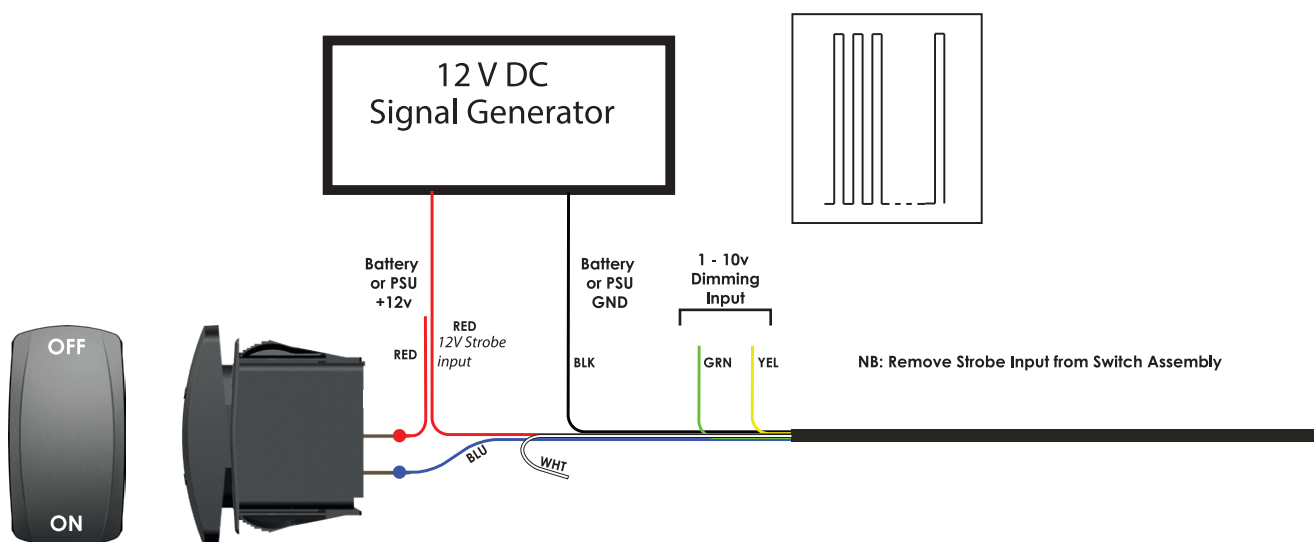 12 V DC
Signal Generator
Battery
or PSU
+12v
Battery
or PSU
GND
1 - 10v
Dimming
Input
RED
12V Strobe
input
RED
BLK
GRN
YEL
NB: Remove Strobe Input from Switch Assembly
OFF
ON
BLU
WHT